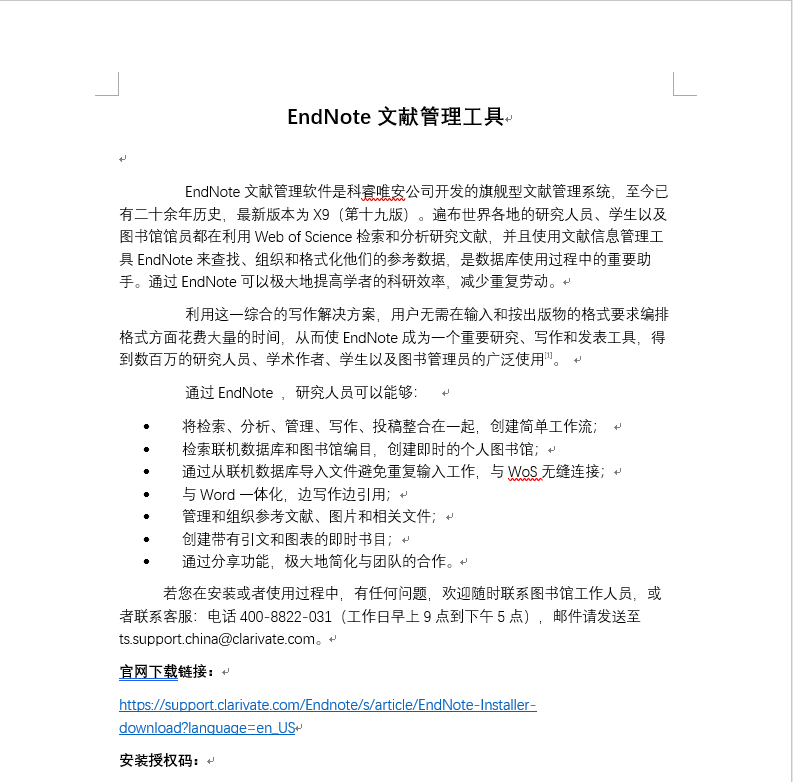 EndNote 文献管理工具
EndNote 文献管理软件是科睿唯安公司开发的旗舰型文献管理系统，至今已
有二十余年历史，最新版本为 X9（第十九版）。遍布世界各地的研究人员、学生以及
图书馆馆员都在利用 Web of Science 检索和分析研究文献，并且使用文献信息管理工
具 EndNote 来查找、组织和格式化他们的参考数据，是数据库使用过程中的重要助
手。通过 EndNote 可以极大地提高学者的科研效率，减少重复劳动。
利用这一综合的写作解决方案，用户无需在输入和按出版物的格式要求编排
格式方面花费大量的时间，从而使 EndNote 成为一个重要研究、写作和发表工具，得
到数百万的研究人员、学术作者、学生以及图书管理员的广泛使用[1]。
通过 EndNote ，研究人员可以能够：
• 将检索、分析、管理、写作、投稿整合在一起，创建简单工作流；
• 检索联机数据库和图书馆编目，创建即时的个人图书馆；
• 通过从联机数据库导入文件避免重复输入工作，与 WoS 无缝连接；
• 与 Word 一体化，边写作边引用；
• 管理和组织参考文献、图片和相关文件；
• 创建带有引文和图表的即时书目；
• 通过分享功能，极大地简化与团队的合作。
若您在安装或者使用过程中，有任何问题，欢迎随时联系图书馆工作人员，或
者联系客服：电话 400-8822-031（工作日早上 9 点到下午 5 点），邮件请发送至
ts.support.china@clarivate.com。
官网下载链接：
https://support.clarivate.com/Endnote/s/article/EndNote-Installer-
download?language=en_US
安装授权码：